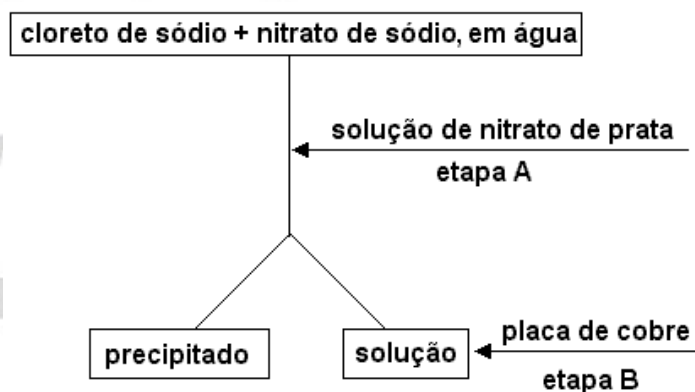 cloreto de sódio + nitrato de sódio, em água
solução de nitrato de prata
etapa A
precipitado
solução
placa de cobre
etapa B